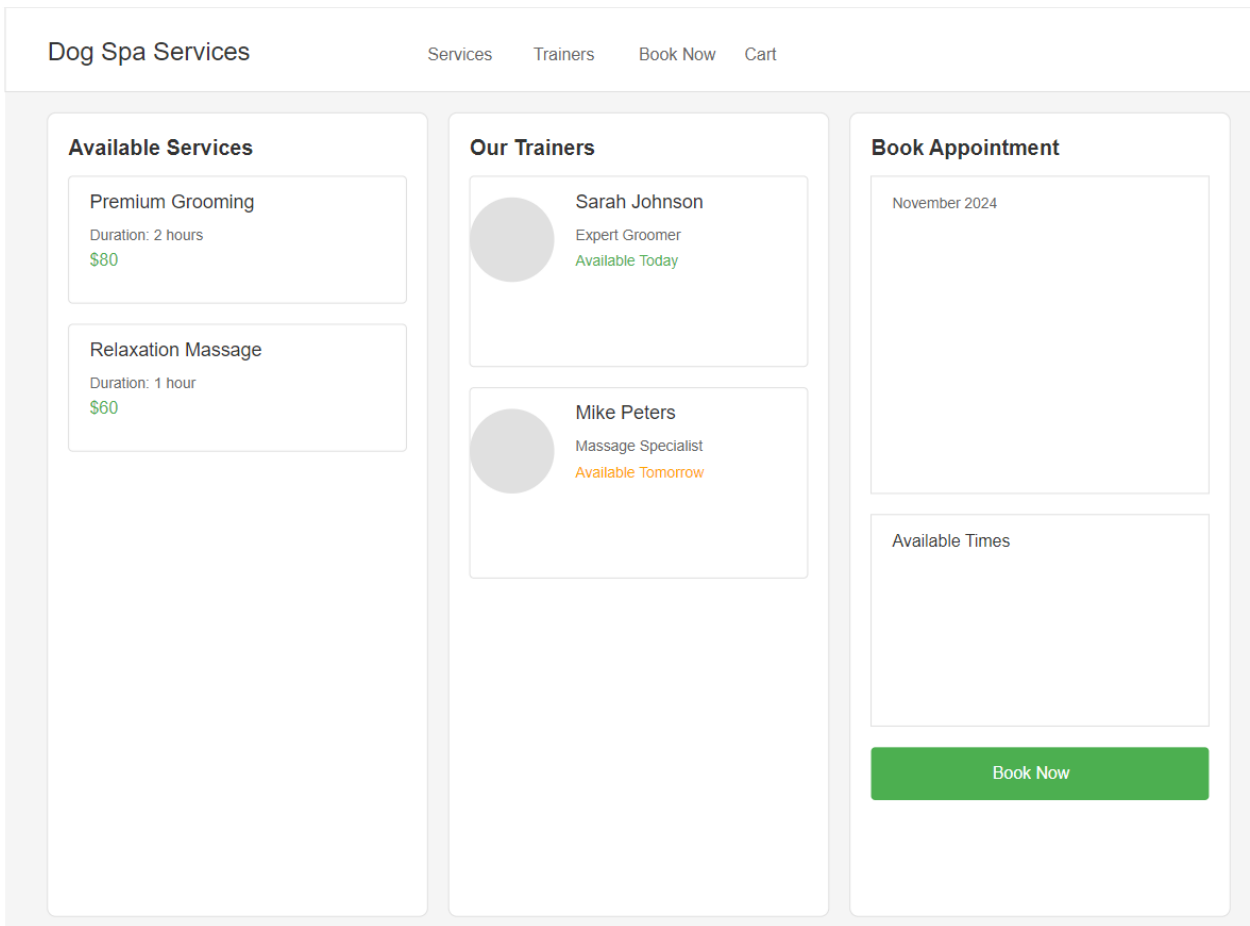 Dog Spa Services
Services
Trainers
Book Now
Cart
Available Services
Premium Grooming
Duration: 2 hours
$80
Relaxation Massage
Duration: 1 hour
$60
Our Trainers
Sarah Johnson
Expert Groomer
Available Today
Mike Peters
Massage Specialist
Available Tomorrow
Book Appointment
November 2024
Available Times
Book Now